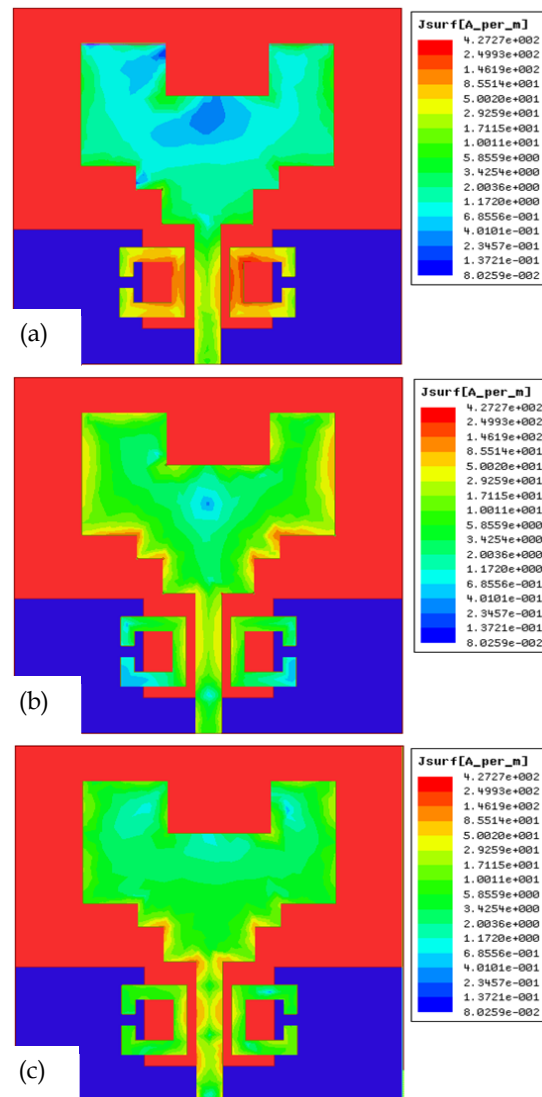 Jsurf[A_per_m]
4.2727e+002
2.4993e+002
1.4619e+002
8.5514e+001
5.0020e+001
2.9259e+001
1.7115e+001
1.0011e+001
5.8559e+000
3.4254e+000
2.0036e+000
1.1720e+000
6.8556e-001
4.0101e-001
2.3457e-001
1.3721e-001
8.0259e-002
(a)
Jsurf[A_per_m]
4.2727e+002
2.4993e+002
1.4619e+002
8.5514e+001
5.0020e+001
2.9259e+001
1.7115e+001
1.0011e+001
5.8559e+000
3.4254e+000
2.0036e+000
1.1720e+000
6.8556e-001
4.0101e-001
2.3457e-001
1.3721e-001
8.0259e-002
(b)
Jsurf[A_per_m]
4.2727e+002
2.4993e+002
1.4619e+002
8.5514e+001
5.0020e+001
2.9259e+001
1.7115e+001
1.0011e+001
5.8559e+000
3.4254e+000
2.0036e+000
1.1720e+000
6.8556e-001
4.0101e-001
2.3457e-001
1.3721e-001
8.0259e-002
(c)